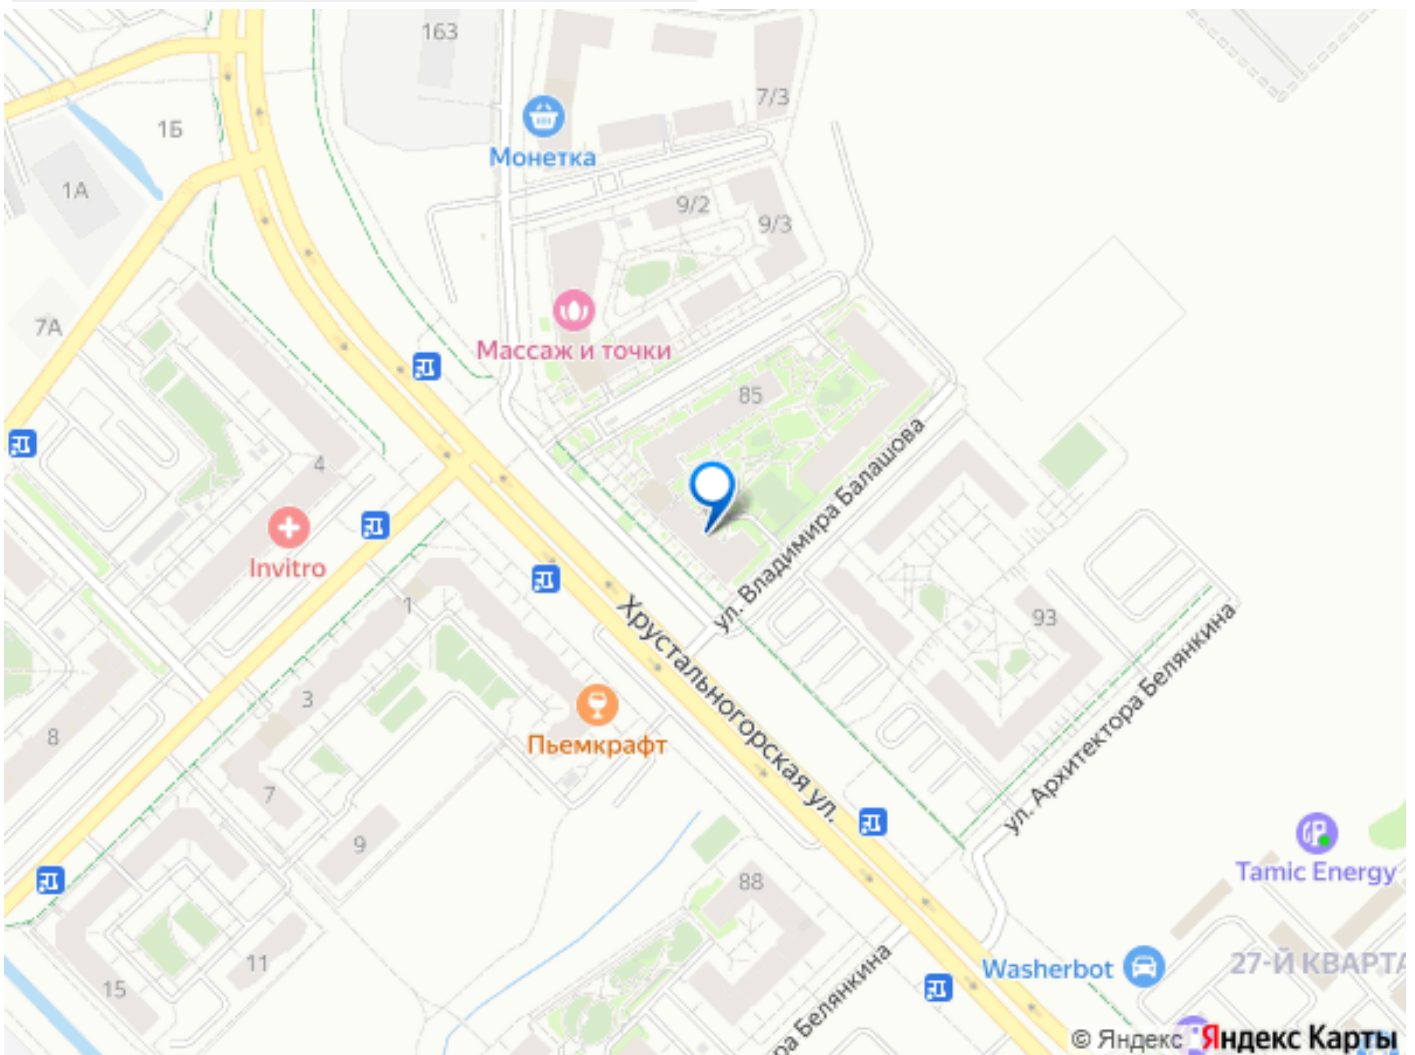 163
7/3
1Б
Монетка
1А
9/2
9/3
7А
Массаж и точки
85
4
ул. Владимира Балашова
Invitro
1
Хрустальногорская ул.
93
ул. Архитектора Белянкина
3
8
Пьемкрафт
7
9
Tamic Energy
88
11
15
Washerbot
27-Й КВАРТА
ра Белянкина
© Яндекс Яндекс Карты